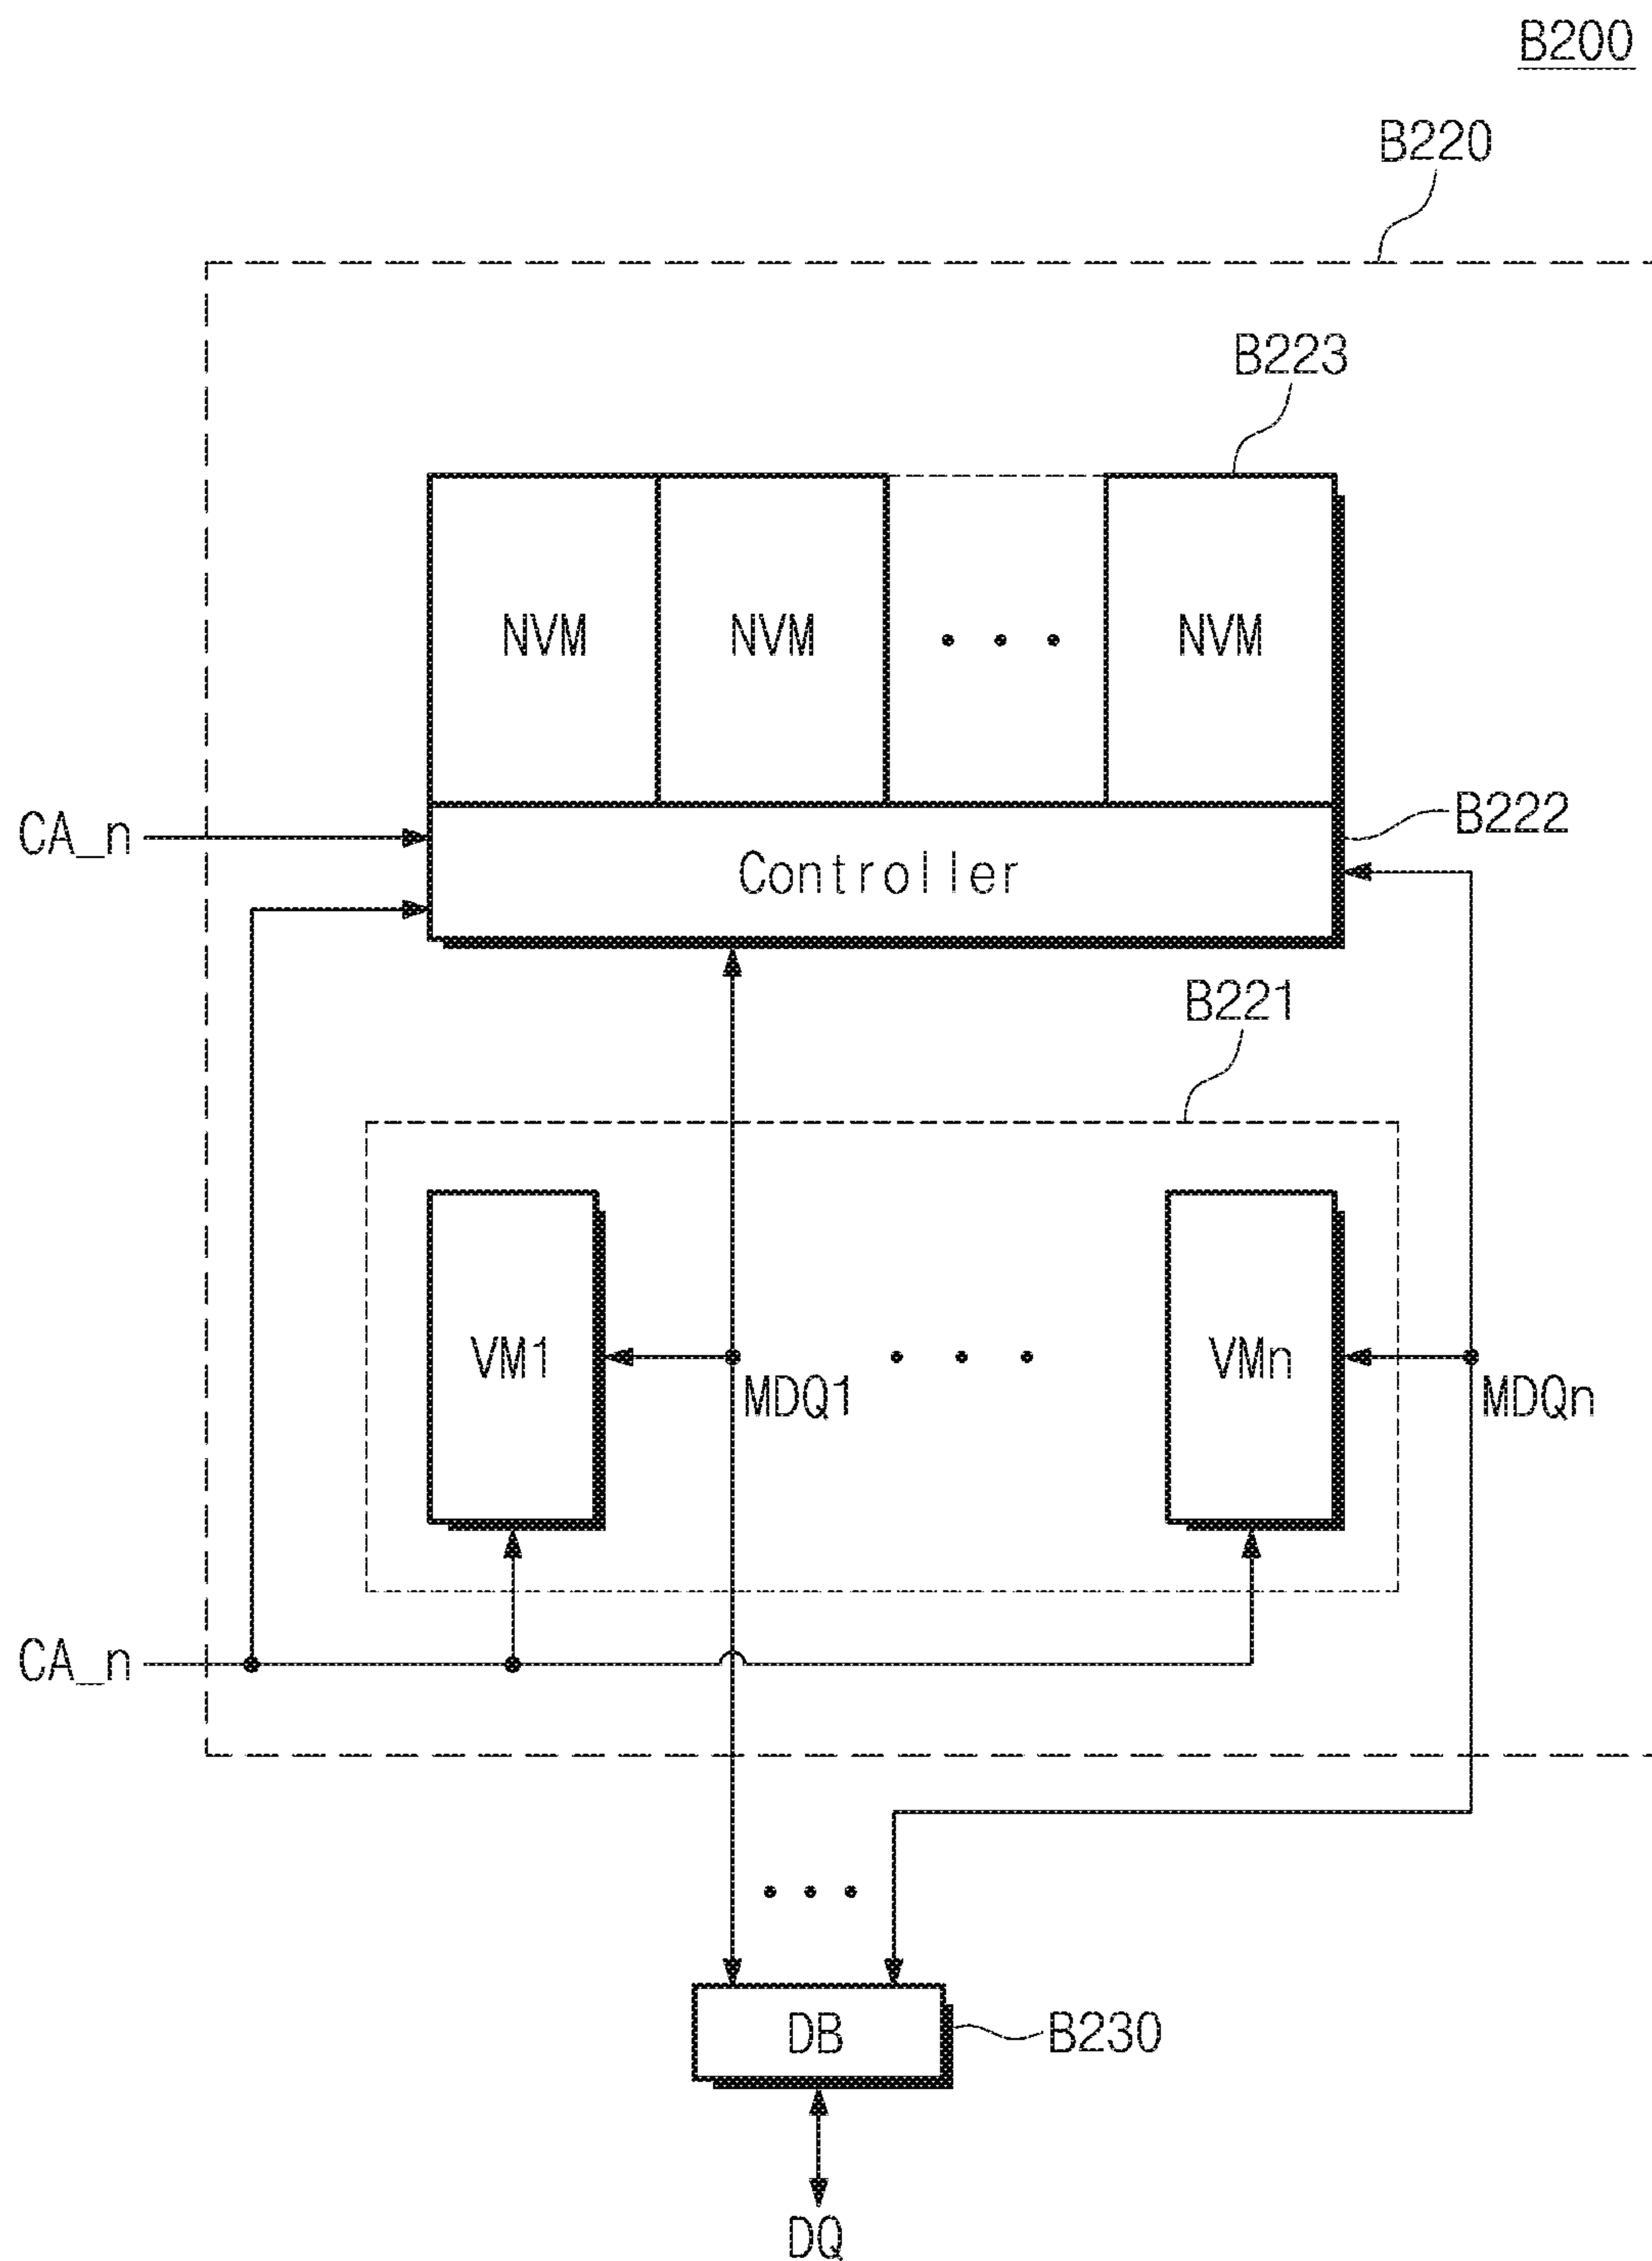 B200
B220
B223
NVM NVM NVM
CA_n
B222
Controller
B221
VM1 VMn
MDQ1 MDQn
CA_n
DB
B230
DQ